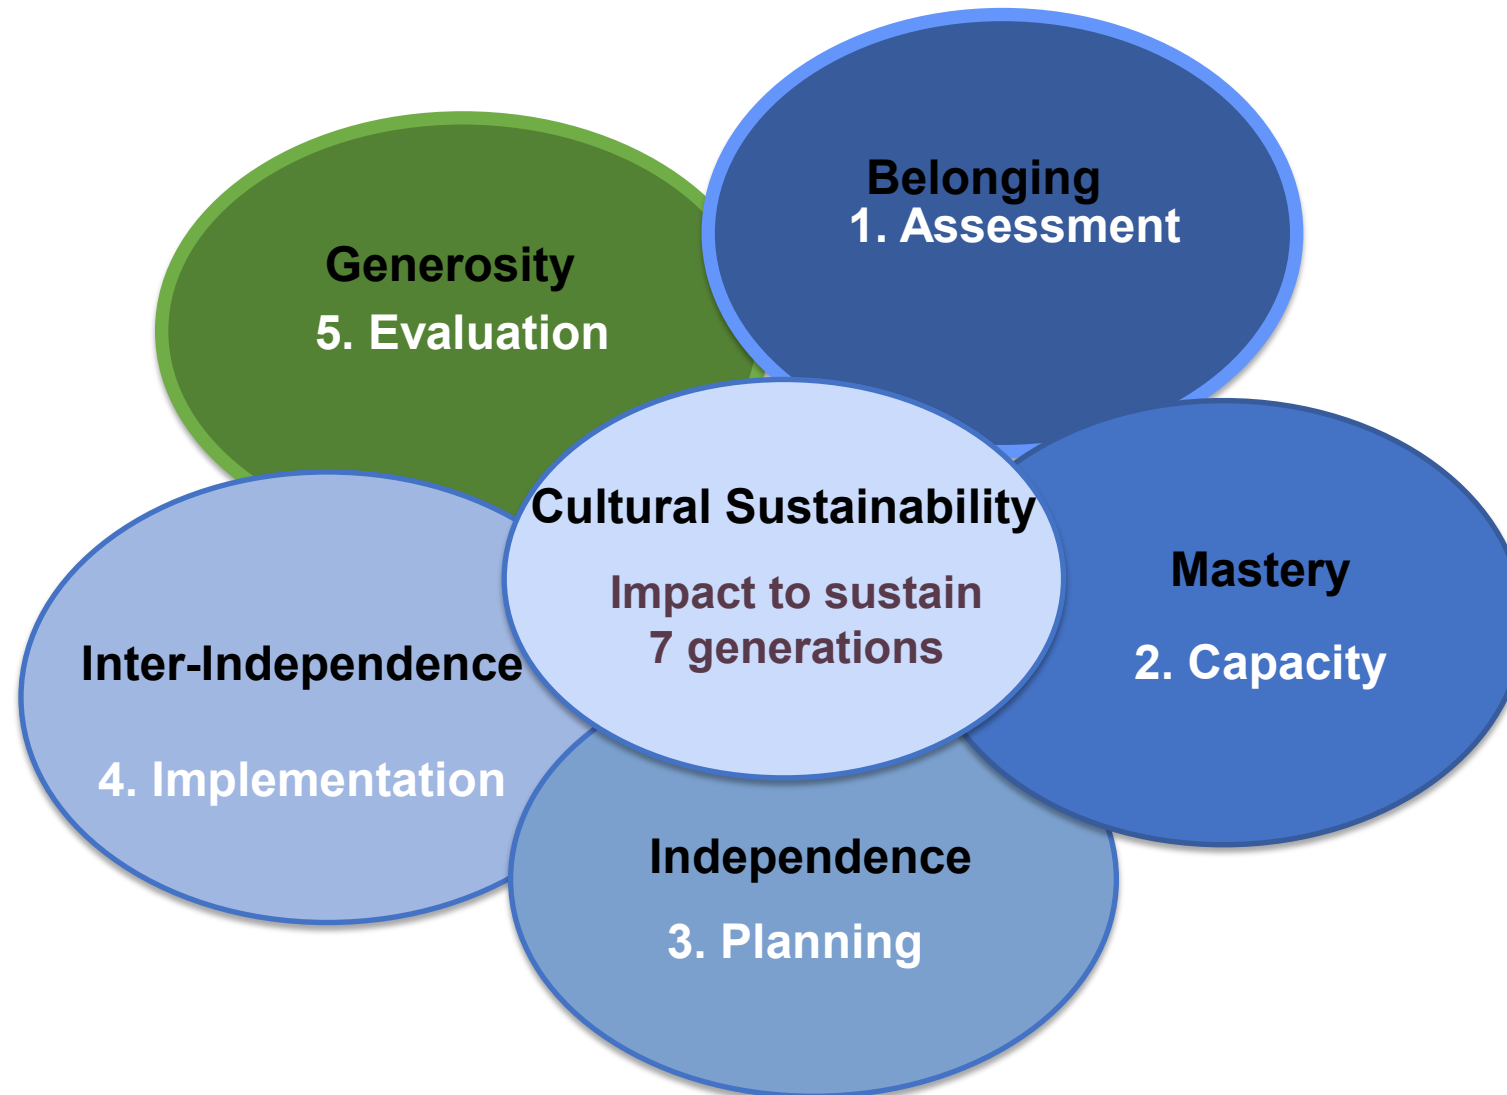 Belonging
1. Assessment
Generosity
5. Evaluation
Cultural Sustainability
Impact to sustain
7 generations
Mastery
2. Capacity
Inter-Independence
4. Implementation
Independence
3. Planning